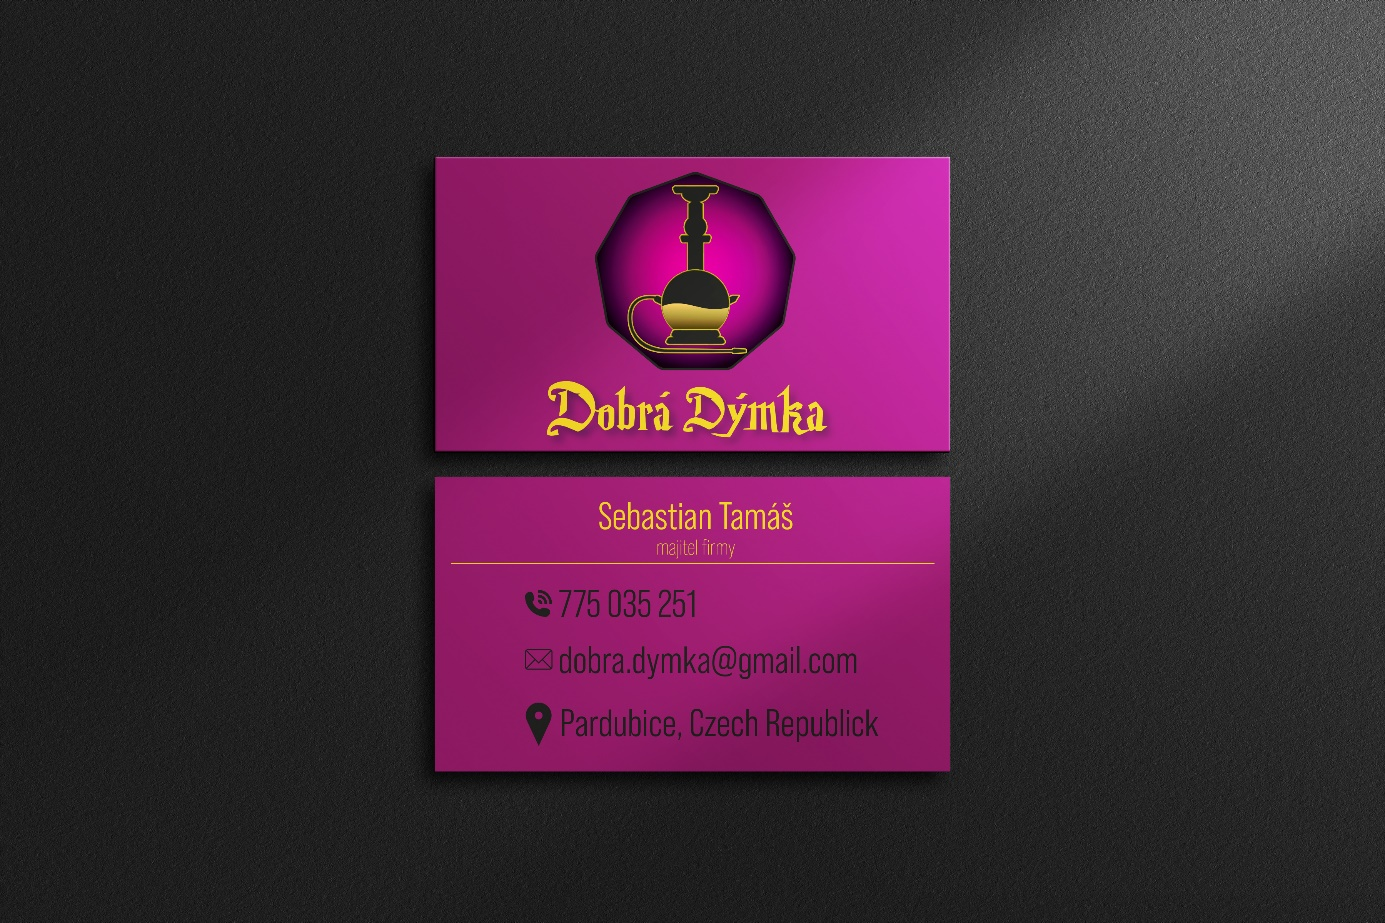 Dobrá Dýmka
Sebastian Tamáš
majitel firmy
775 035 251
dobra.dymka@gmail.com
Pardubice, Czech Republick